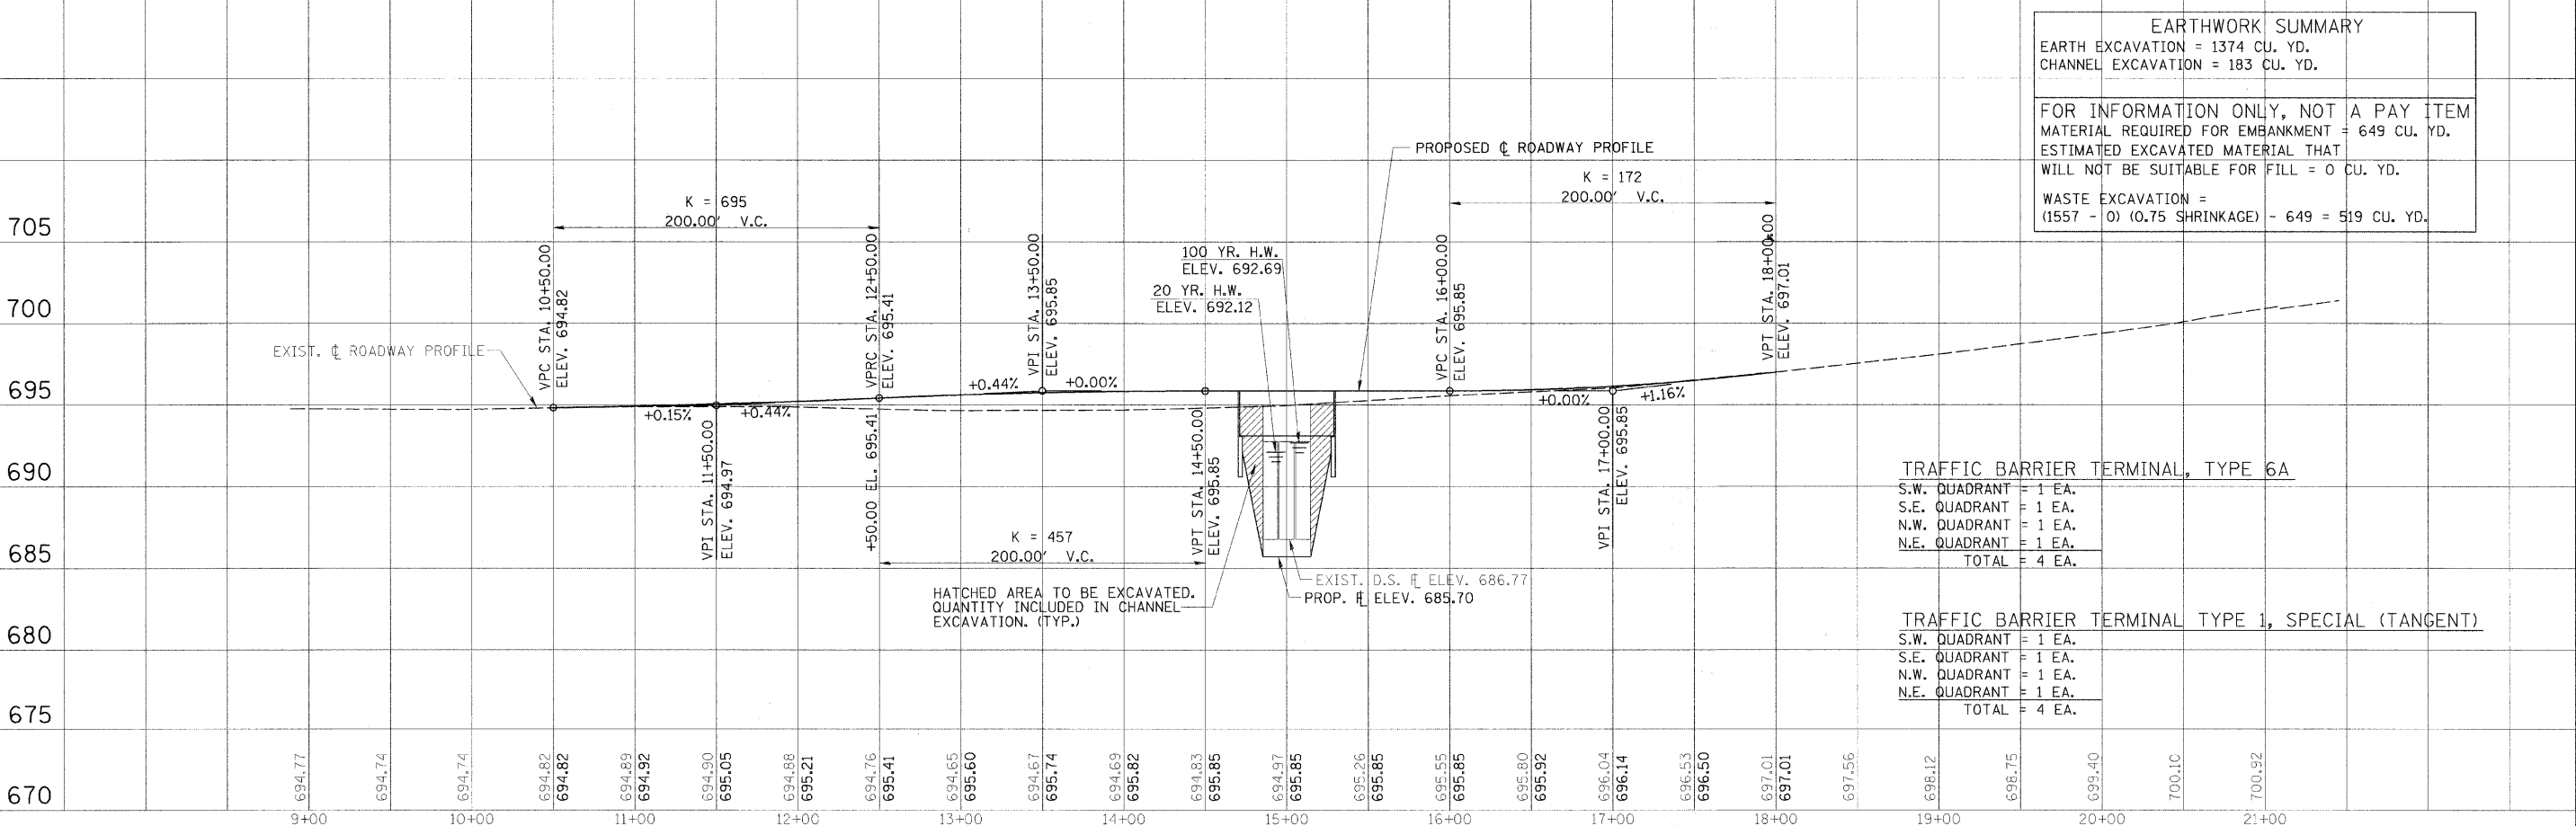 EARTHWORK SUMMARY
EARTH EXCAVATION = 1374 CU. YD.
CHANNEL EXCAVATION = 183 CU. YD.
FOR INFORMATION ONLY, NOT A PAY ITEM
MATERIAL REQUIRED FOR EMBANKMENT = 649 CU. YD.
ESTIMATED EXCAVATED MATERIAL THAT
WILL NOT BE SUITABLE FOR FILL = 0 CU. YD.
WASTE EXCAVATION =
(1557 - 0) (0.75 SHRINKAGE) - 649 = 519 CU. YD.
PROPOSED ℄ ROADWAY PROFILE
K = 695
200.00' V.C.
K = 172
200.00' V.C.
705
700
695
690
685
680
675
670
EXIST. ℄ ROADWAY PROFILE
VPC STA. 10+50.00
ELEV. 694.82
VPI STA. 11+50.00
ELEV. 694.97
+0.15%
+0.44%
VPRC STA. 12+50.00
ELEV. 695.41
+50.00 EL. 695.41
VPI STA. 13+50.00
ELEV. 695.85
+0.44%
+0.00%
100 YR. H.W.
ELEV. 692.69
20 YR. H.W.
ELEV. 692.12
VPT STA. 14+50.00
ELEV. 695.85
K = 457
200.00' V.C.
VPC STA. 16+00.00
ELEV. 695.85
+0.00%
+1.16%
VPI STA. 17+00.00
ELEV. 695.85
VPT STA. 18+00.00
ELEV. 697.01
HATCHED AREA TO BE EXCAVATED.
QUANTITY INCLUDED IN CHANNEL
EXCAVATION. (TYP.)
EXIST. D.S. ⅊ ELEV. 686.77
PROP. ⅊ ELEV. 685.70
TRAFFIC BARRIER TERMINAL, TYPE 6A
S.W. QUADRANT = 1 EA.
S.E. QUADRANT = 1 EA.
N.W. QUADRANT = 1 EA.
N.E. QUADRANT = 1 EA.
TOTAL = 4 EA.
TRAFFIC BARRIER TERMINAL TYPE 1, SPECIAL (TANGENT)
S.W. QUADRANT = 1 EA.
S.E. QUADRANT = 1 EA.
N.W. QUADRANT = 1 EA.
N.E. QUADRANT = 1 EA.
TOTAL = 4 EA.
694.77
694.74
694.74
694.82
694.82
694.89
694.92
694.90
695.05
694.88
695.21
694.76
695.41
694.65
695.60
694.67
695.74
694.69
695.82
694.83
695.85
694.97
695.85
695.26
695.85
695.55
695.85
695.80
695.92
696.04
696.14
696.53
696.50
697.01
697.01
697.56
698.12
698.75
699.40
700.10
700.92
9+00
10+00
11+00
12+00
13+00
14+00
15+00
16+00
17+00
18+00
19+00
20+00
21+00